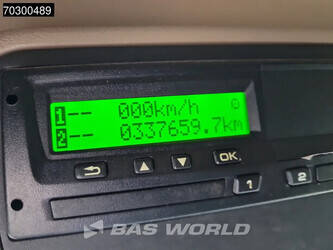 70300489
1-- 000km/h
2-- 0337659.7km
OK
1
2
BAS WORLD